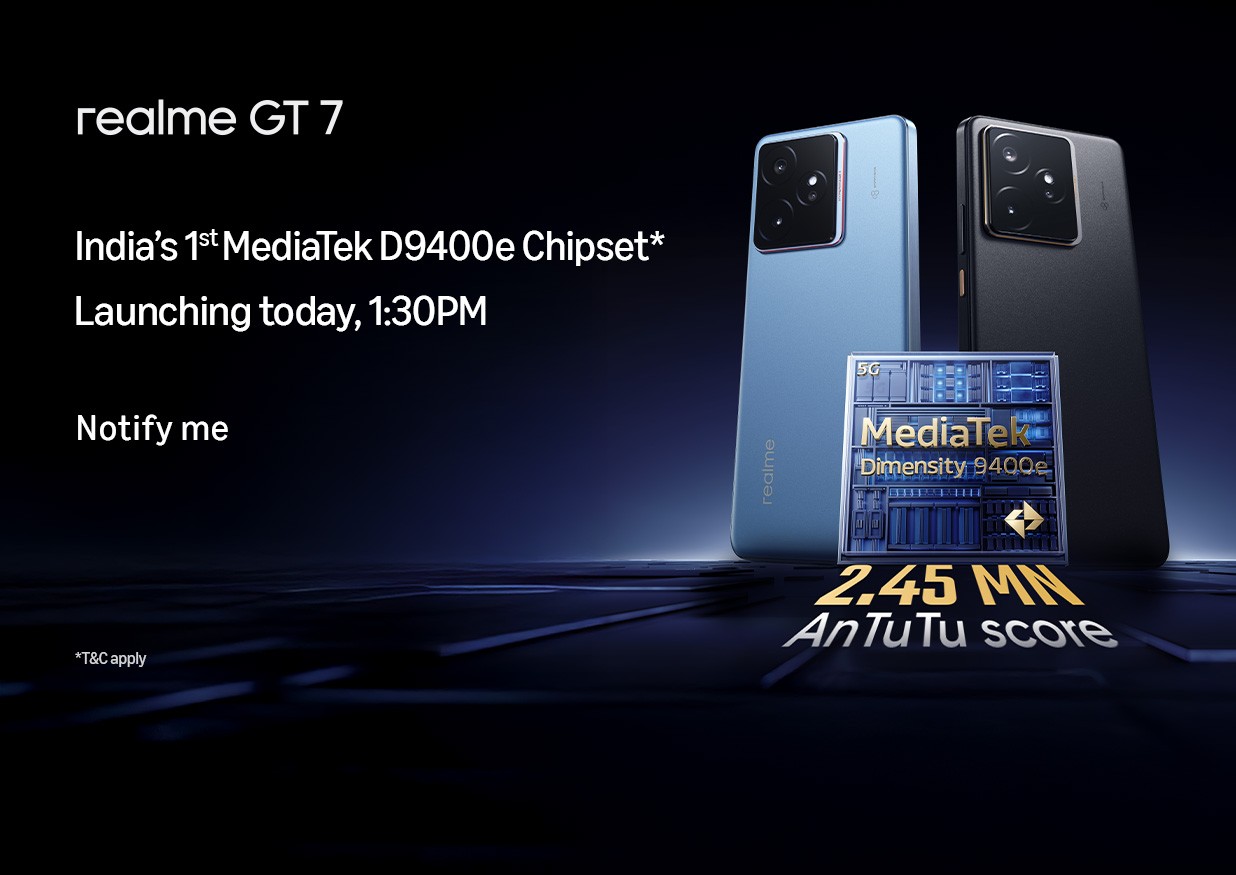 realme GT 7
India's 1st MediaTek D9400e Chipset*
Launching today, 1:30PM
Notify me
*T&C apply
realme
5G
MediaTek
Dimensity 9400e
2.45 MN
AnTuTu score